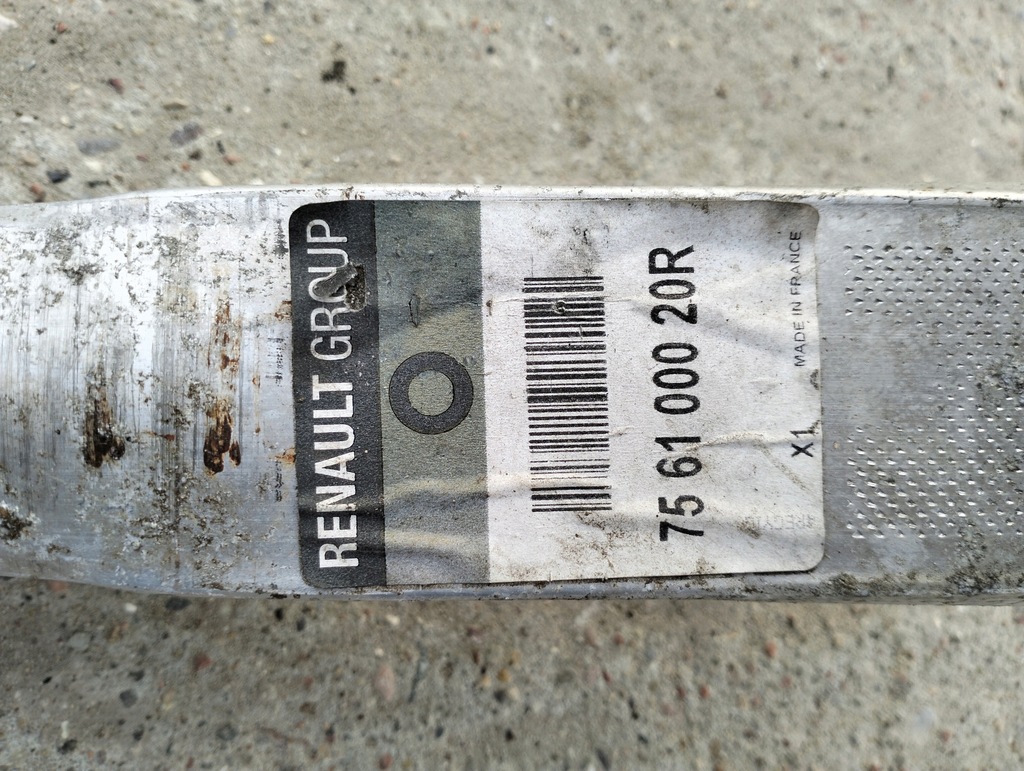 RENAULT GROUP
75 61 000 20R
X1
MADE IN FRANCE